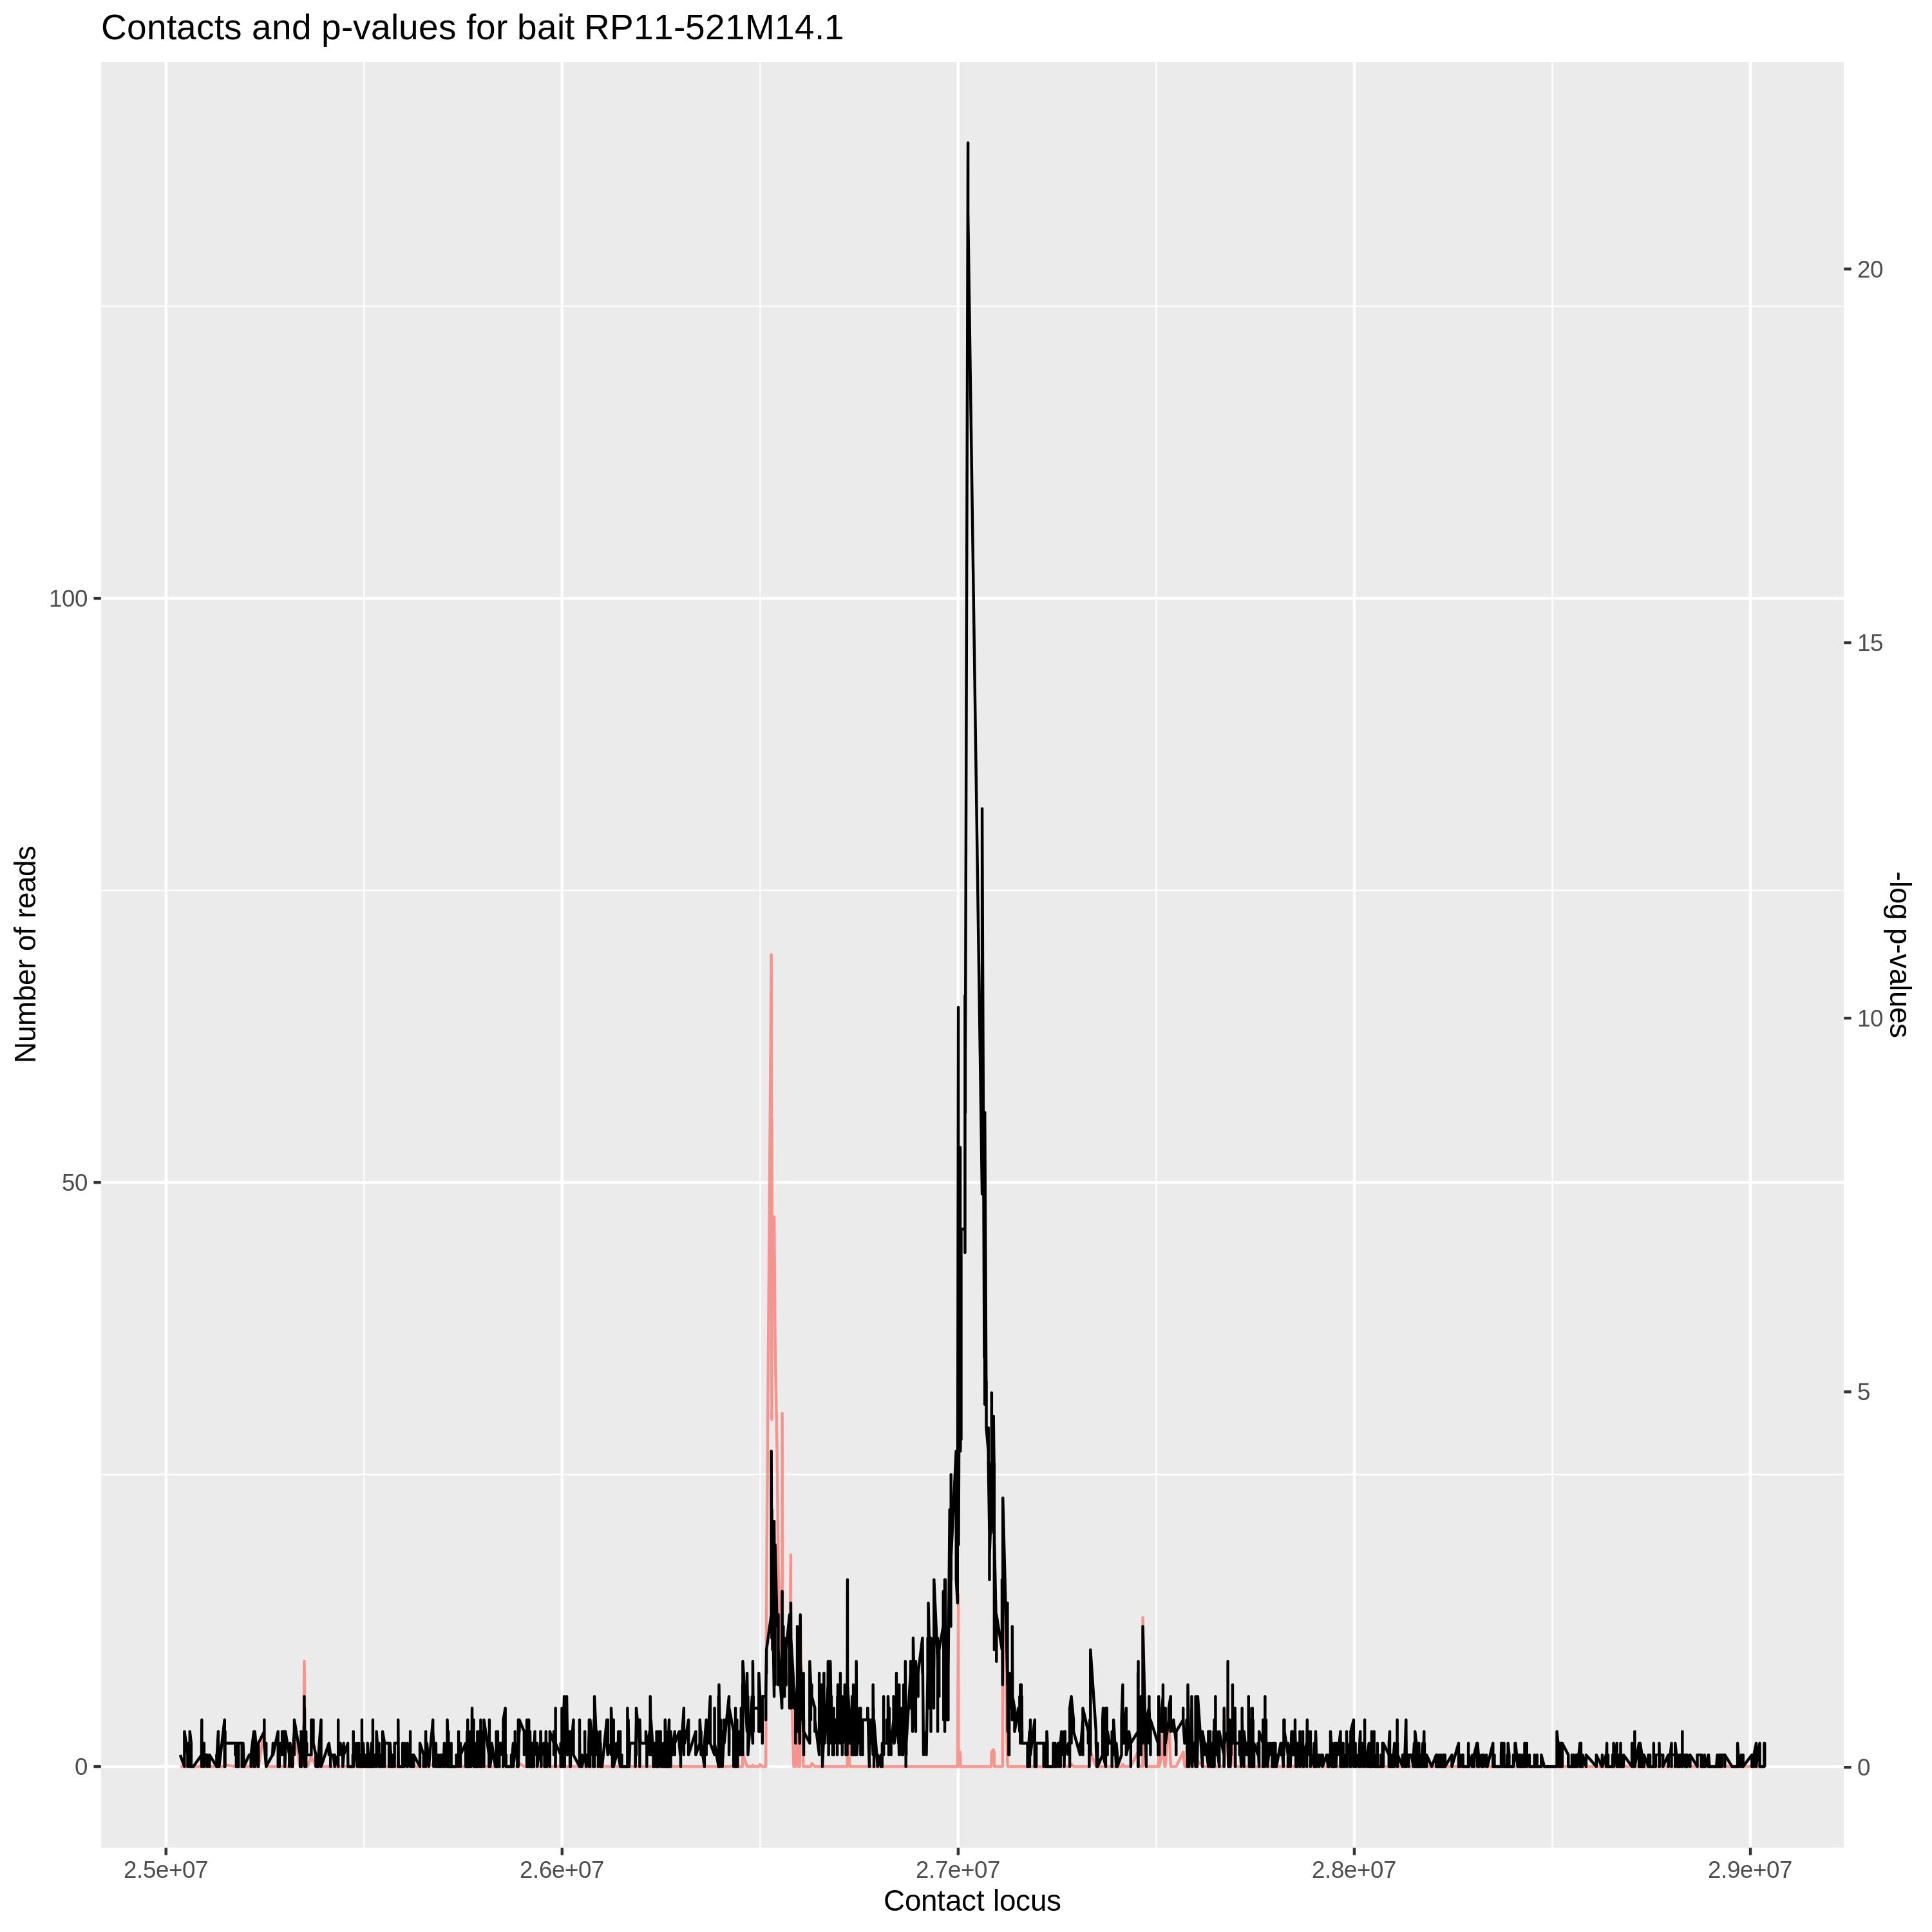 Contacts and p-values for bait RP11-521M14.1
Number of reads
100
50
0
20
15
10
5
0
-log p-values
2.5e+07 2.6e+07 2.7e+07 2.8e+07 2.9e+07
Contact locus